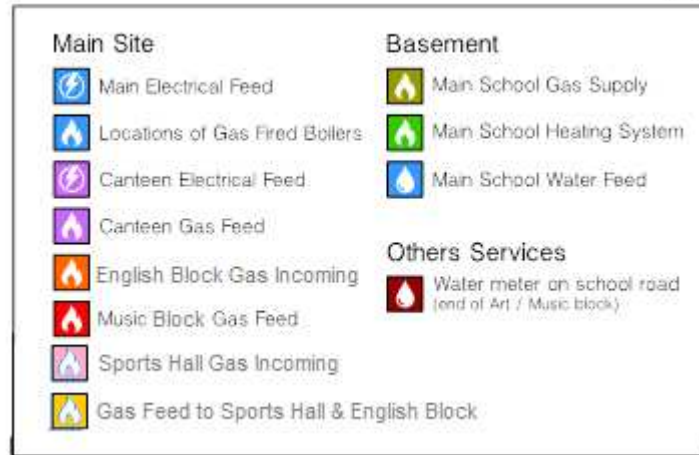 Main Site
Main Electrical Feed
Locations of Gas Fired Boilers
Canteen Electrical Feed
Canteen Gas Feed
English Block Gas Incoming
Music Block Gas Feed
Sports Hall Gas Incoming
Gas Feed to Sports Hall & English Block
Basement
Main School Gas Supply
Main School Heating System
Main School Water Feed
Others Services
Water meter on school road
(end of Art / Music block)